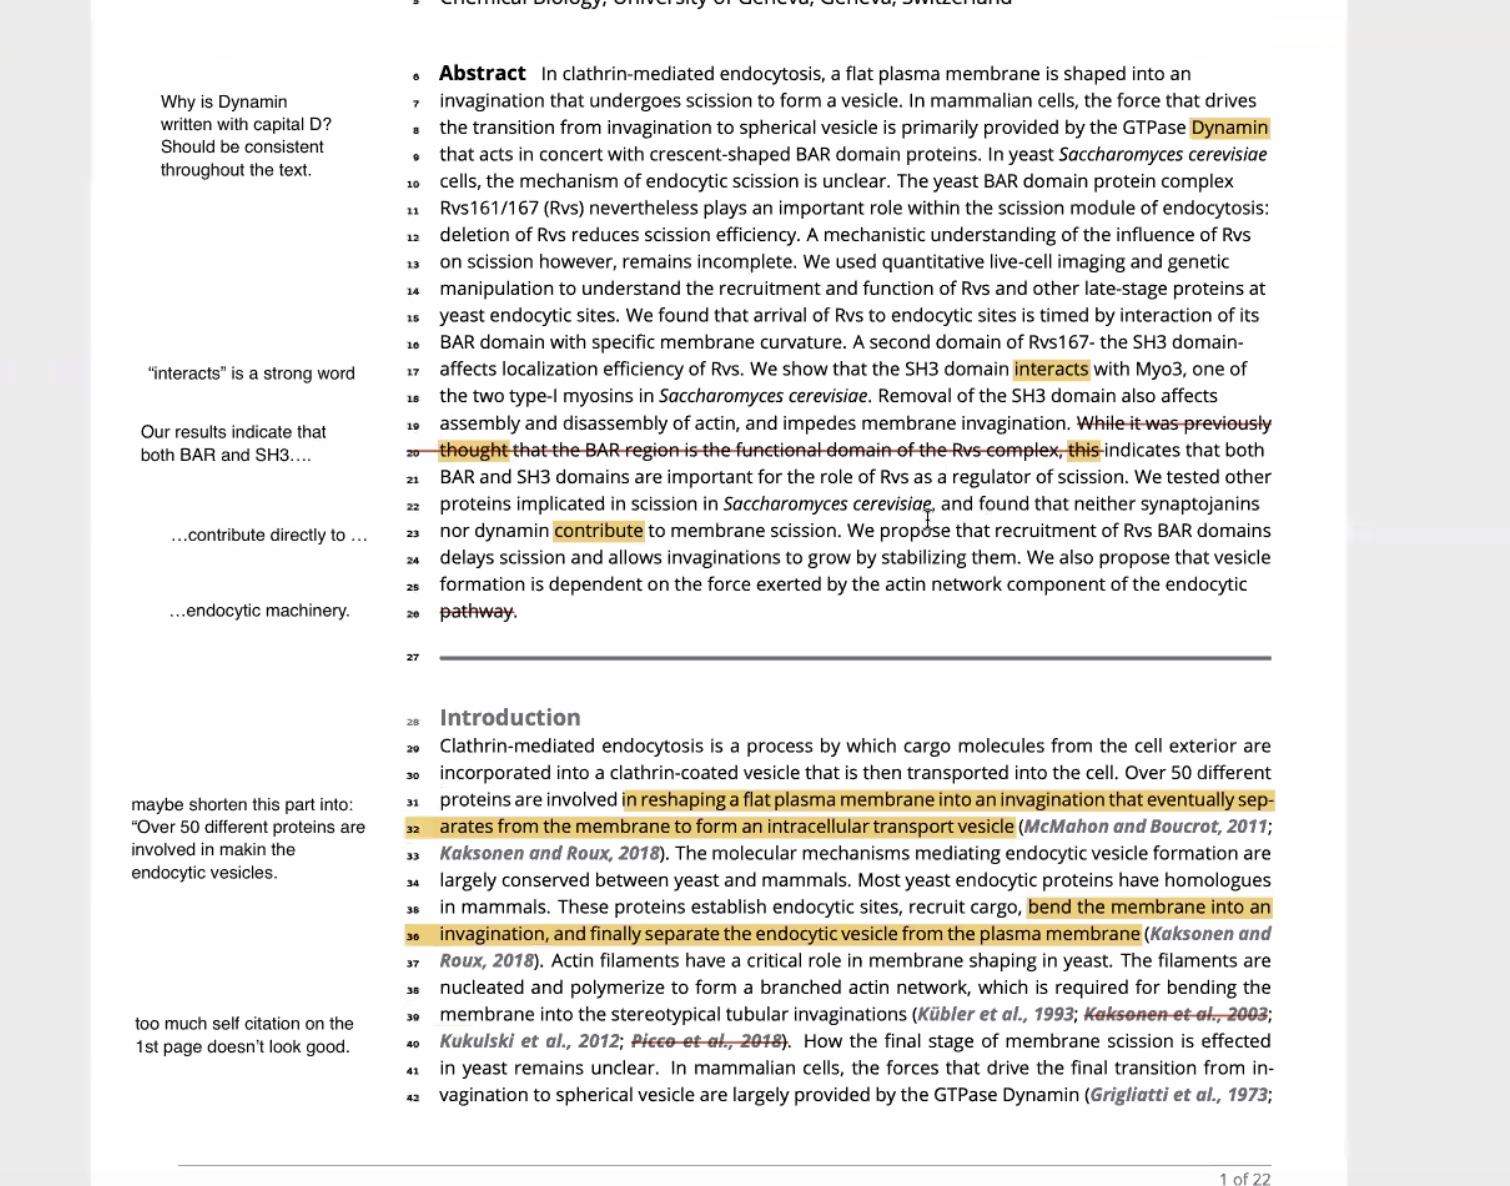 5 Chemical Biology, University of Geneva, Geneva, Switzerland
6 Abstract In clathrin-mediated endocytosis, a flat plasma membrane is shaped into an
Why is Dynamin
7 invagination that undergoes scission to form a vesicle. In mammalian cells, the force that drives
written with capital D?
8 the transition from invagination to spherical vesicle is primarily provided by the GTPase Dynamin
Should be consistent
9 that acts in concert with crescent-shaped BAR domain proteins. In yeast Saccharomyces cerevisiae
throughout the text.
10 cells, the mechanism of endocytic scission is unclear. The yeast BAR domain protein complex
11 Rvs161/167 (Rvs) nevertheless plays an important role within the scission module of endocytosis:
12 deletion of Rvs reduces scission efficiency. A mechanistic understanding of the influence of Rvs
13 on scission however, remains incomplete. We used quantitative live-cell imaging and genetic
14 manipulation to understand the recruitment and function of Rvs and other late-stage proteins at
15 yeast endocytic sites. We found that arrival of Rvs to endocytic sites is timed by interaction of its
16 BAR domain with specific membrane curvature. A second domain of Rvs167- the SH3 domain-
“interacts” is a strong word
17 affects localization efficiency of Rvs. We show that the SH3 domain interacts with Myo3, one of
18 the two type-I myosins in Saccharomyces cerevisiae. Removal of the SH3 domain also affects
Our results indicate that
19 assembly and disassembly of actin, and impedes membrane invagination. While it was previously
both BAR and SH3....
20 thought that the BAR region is the functional domain of the Rvs complex, this indicates that both
21 BAR and SH3 domains are important for the role of Rvs as a regulator of scission. We tested other
22 proteins implicated in scission in Saccharomyces cerevisiae, and found that neither synaptojanins
...contribute directly to ...
23 nor dynamin contribute to membrane scission. We propose that recruitment of Rvs BAR domains
24 delays scission and allows invaginations to grow by stabilizing them. We also propose that vesicle
25 formation is dependent on the force exerted by the actin network component of the endocytic
...endocytic machinery.
26 pathway.
27
28 Introduction
29 Clathrin-mediated endocytosis is a process by which cargo molecules from the cell exterior are
30 incorporated into a clathrin-coated vesicle that is then transported into the cell. Over 50 different
maybe shorten this part into:
31 proteins are involved in reshaping a flat plasma membrane into an invagination that eventually sep-
“Over 50 different proteins are
32 arates from the membrane to form an intracellular transport vesicle (McMahon and Boucrot, 2011;
involved in makin the
33 Kaksonen and Roux, 2018). The molecular mechanisms mediating endocytic vesicle formation are
endocytic vesicles.
34 largely conserved between yeast and mammals. Most yeast endocytic proteins have homologues
35 in mammals. These proteins establish endocytic sites, recruit cargo, bend the membrane into an
36 invagination, and finally separate the endocytic vesicle from the plasma membrane (Kaksonen and
37 Roux, 2018). Actin filaments have a critical role in membrane shaping in yeast. The filaments are
38 nucleated and polymerize to form a branched actin network, which is required for bending the
too much self citation on the
39 membrane into the stereotypical tubular invaginations (Kübler et al., 1993; Kaksonen et al., 2003;
1st page doesn't look good.
40 Kukulski et al., 2012; Picco et al., 2018). How the final stage of membrane scission is effected
41 in yeast remains unclear. In mammalian cells, the forces that drive the final transition from in-
42 vagination to spherical vesicle are largely provided by the GTPase Dynamin (Grigliatti et al., 1973;
1 of 22